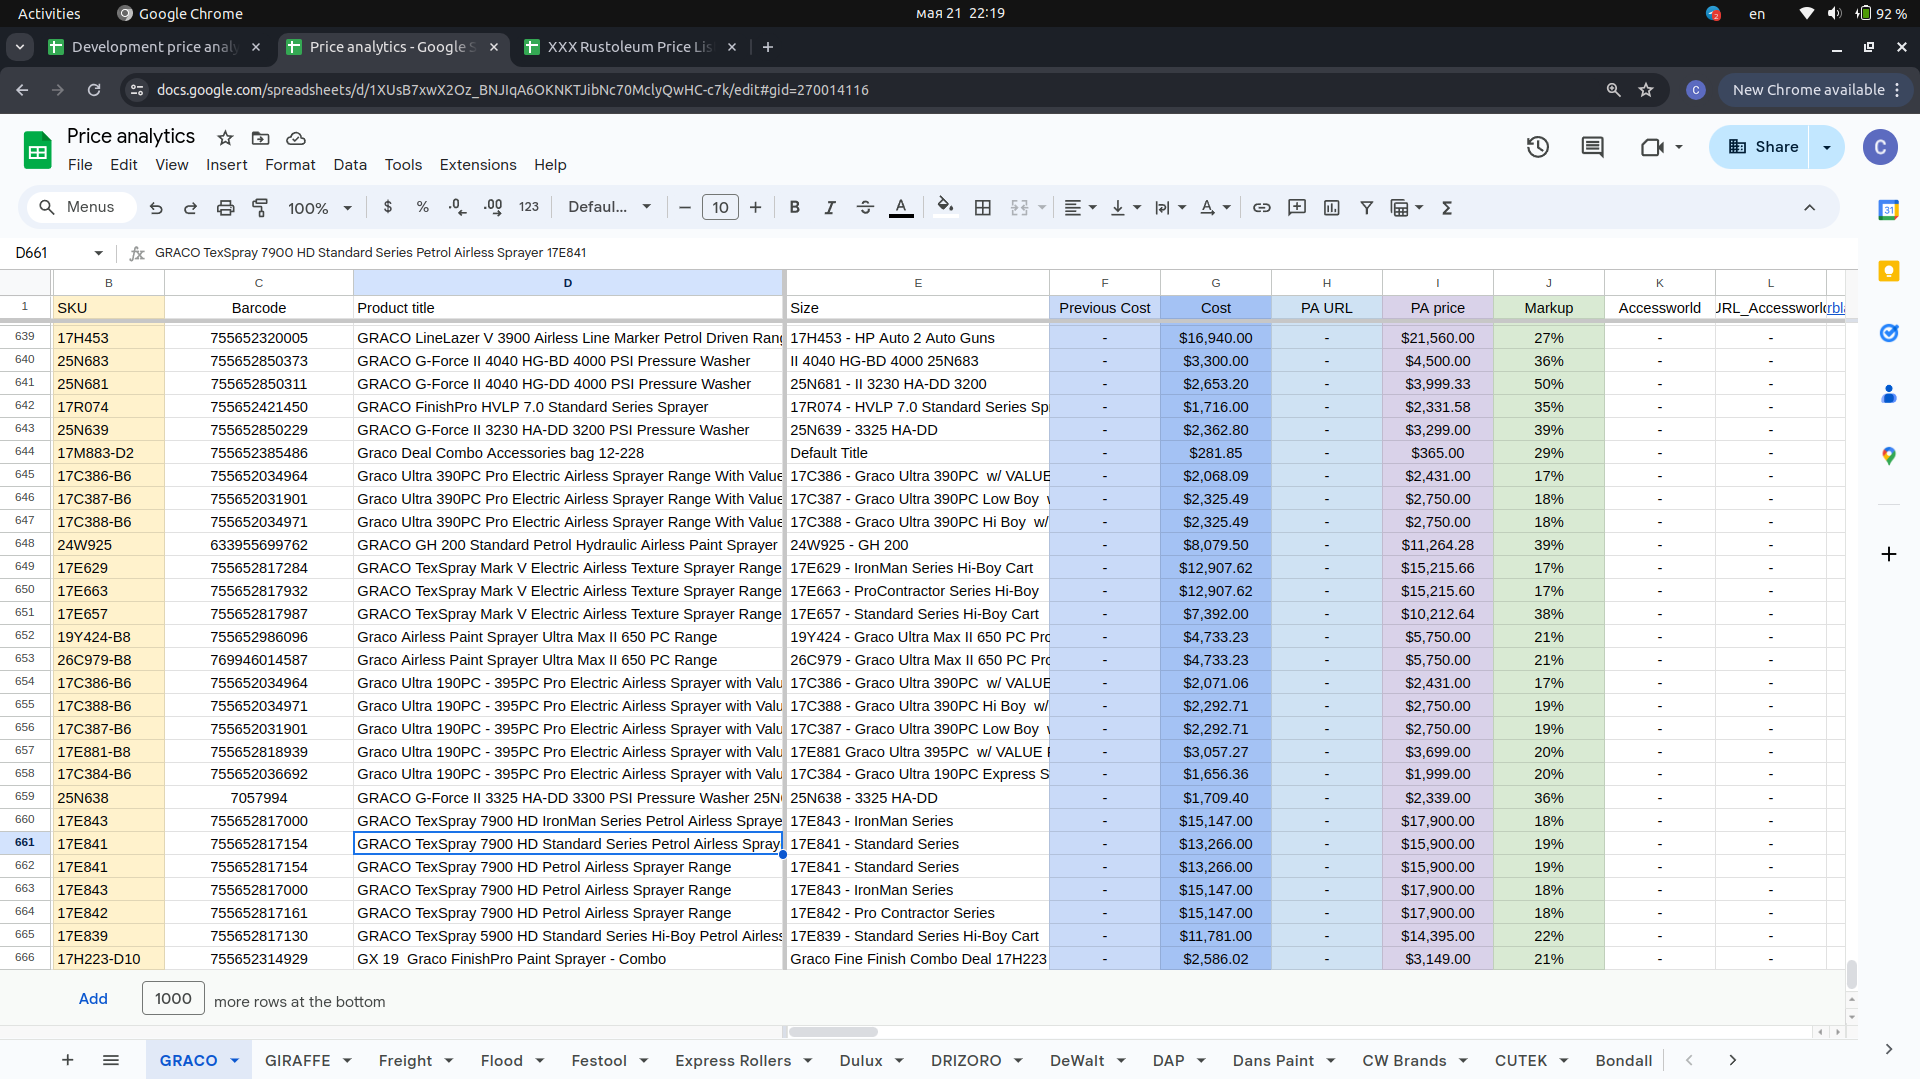 Activities Google Chrome мая 21 22:19 en 92 %
Development price analy Price analytics - Google S XXX Rustoleum Price Lis
docs.google.com/spreadsheets/d/1XUsB7xwX2Oz_BNJIqA6OKNKTJibNc70MclyQwHC-c7k/edit#gid=270014116 C New Chrome available
Price analytics
File Edit View Insert Format Data Tools Extensions Help
Share C
Menus 100% $ % .0 .00 123 Defaul... 10 B I S A Σ
D661 fx GRACO TexSpray 7900 HD Standard Series Petrol Airless Sprayer 17E841
B C D E F G H I J K L
1 SKU Barcode Product title Size Previous Cost Cost PA URL PA price Markup Accessworld URL_Accessworld rbl
639 17H453 755652320005 GRACO LineLazer V 3900 Airless Line Marker Petrol Driven Rang 17H453 - HP Auto 2 Auto Guns - $16,940.00 - $21,560.00 27% - -
640 25N683 755652850373 GRACO G-Force II 4040 HG-BD 4000 PSI Pressure Washer II 4040 HG-BD 4000 25N683 - $3,300.00 - $4,500.00 36% - -
641 25N681 755652850311 GRACO G-Force II 4040 HG-DD 4000 PSI Pressure Washer 25N681 - II 3230 HA-DD 3200 - $2,653.20 - $3,999.33 50% - -
642 17R074 755652421450 GRACO FinishPro HVLP 7.0 Standard Series Sprayer 17R074 - HVLP 7.0 Standard Series Sp - $1,716.00 - $2,331.58 35% - -
643 25N639 755652850229 GRACO G-Force II 3230 HA-DD 3200 PSI Pressure Washer 25N639 - 3325 HA-DD - $2,362.80 - $3,299.00 39% - -
644 17M883-D2 755652385486 Graco Deal Combo Accessories bag 12-228 Default Title - $281.85 - $365.00 29% - -
645 17C386-B6 755652034964 Graco Ultra 390PC Pro Electric Airless Sprayer Range With Value 17C386 - Graco Ultra 390PC w/ VALUE - $2,068.09 - $2,431.00 17% - -
646 17C387-B6 755652031901 Graco Ultra 390PC Pro Electric Airless Sprayer Range With Value 17C387 - Graco Ultra 390PC Low Boy w - $2,325.49 - $2,750.00 18% - -
647 17C388-B6 755652034971 Graco Ultra 390PC Pro Electric Airless Sprayer Range With Value 17C388 - Graco Ultra 390PC Hi Boy w/ - $2,325.49 - $2,750.00 18% - -
648 24W925 633955699762 GRACO GH 200 Standard Petrol Hydraulic Airless Paint Sprayer 24W925 - GH 200 - $8,079.50 - $11,264.28 39% - -
649 17E629 755652817284 GRACO TexSpray Mark V Electric Airless Texture Sprayer Range 17E629 - IronMan Series Hi-Boy Cart - $12,907.62 - $15,215.66 17% - -
650 17E663 755652817932 GRACO TexSpray Mark V Electric Airless Texture Sprayer Range 17E663 - ProContractor Series Hi-Boy - $12,907.62 - $15,215.60 17% - -
651 17E657 755652817987 GRACO TexSpray Mark V Electric Airless Texture Sprayer Range 17E657 - Standard Series Hi-Boy Cart - $7,392.00 - $10,212.64 38% - -
652 19Y424-B8 755652986096 Graco Airless Paint Sprayer Ultra Max II 650 PC Range 19Y424 - Graco Ultra Max II 650 PC Pro - $4,733.23 - $5,750.00 21% - -
653 26C979-B8 769946014587 Graco Airless Paint Sprayer Ultra Max II 650 PC Range 26C979 - Graco Ultra Max II 650 PC Pro - $4,733.23 - $5,750.00 21% - -
654 17C386-B6 755652034964 Graco Ultra 190PC - 395PC Pro Electric Airless Sprayer with Valu 17C386 - Graco Ultra 390PC w/ VALUE - $2,071.06 - $2,431.00 17% - -
655 17C388-B6 755652034971 Graco Ultra 190PC - 395PC Pro Electric Airless Sprayer with Valu 17C388 - Graco Ultra 390PC Hi Boy w/ - $2,292.71 - $2,750.00 19% - -
656 17C387-B6 755652031901 Graco Ultra 190PC - 395PC Pro Electric Airless Sprayer with Valu 17C387 - Graco Ultra 390PC Low Boy w - $2,292.71 - $2,750.00 19% - -
657 17E881-B8 755652818939 Graco Ultra 190PC - 395PC Pro Electric Airless Sprayer with Valu 17E881 Graco Ultra 395PC w/ VALUE - $3,057.27 - $3,699.00 20% - -
658 17C384-B6 755652036692 Graco Ultra 190PC - 395PC Pro Electric Airless Sprayer with Valu 17C384 - Graco Ultra 190PC Express S - $1,656.36 - $1,999.00 20% - -
659 25N638 7057994 GRACO G-Force II 3325 HA-DD 3300 PSI Pressure Washer 25N 25N638 - 3325 HA-DD - $1,709.40 - $2,339.00 36% - -
660 17E843 755652817000 GRACO TexSpray 7900 HD IronMan Series Petrol Airless Spraye 17E843 - IronMan Series - $15,147.00 - $17,900.00 18% - -
661 17E841 755652817154 GRACO TexSpray 7900 HD Standard Series Petrol Airless Spray 17E841 - Standard Series - $13,266.00 - $15,900.00 19% - -
662 17E841 755652817154 GRACO TexSpray 7900 HD Petrol Airless Sprayer Range 17E841 - Standard Series - $13,266.00 - $15,900.00 19% - -
663 17E843 755652817000 GRACO TexSpray 7900 HD Petrol Airless Sprayer Range 17E843 - IronMan Series - $15,147.00 - $17,900.00 18% - -
664 17E842 755652817161 GRACO TexSpray 7900 HD Petrol Airless Sprayer Range 17E842 - Pro Contractor Series - $15,147.00 - $17,900.00 18% - -
665 17E839 755652817130 GRACO TexSpray 5900 HD Standard Series Hi-Boy Petrol Airless 17E839 - Standard Series Hi-Boy Cart - $11,781.00 - $14,395.00 22% - -
666 17H223-D10 755652314929 GX 19 Graco FinishPro Paint Sprayer - Combo Graco Fine Finish Combo Deal 17H223 - $2,586.02 - $3,149.00 21% - -
Add 1000 more rows at the bottom
GRACO GIRAFFE Freight Flood Festool Express Rollers Dulux DRIZORO DeWalt DAP Dans Paint CW Brands CUTEK Bondall